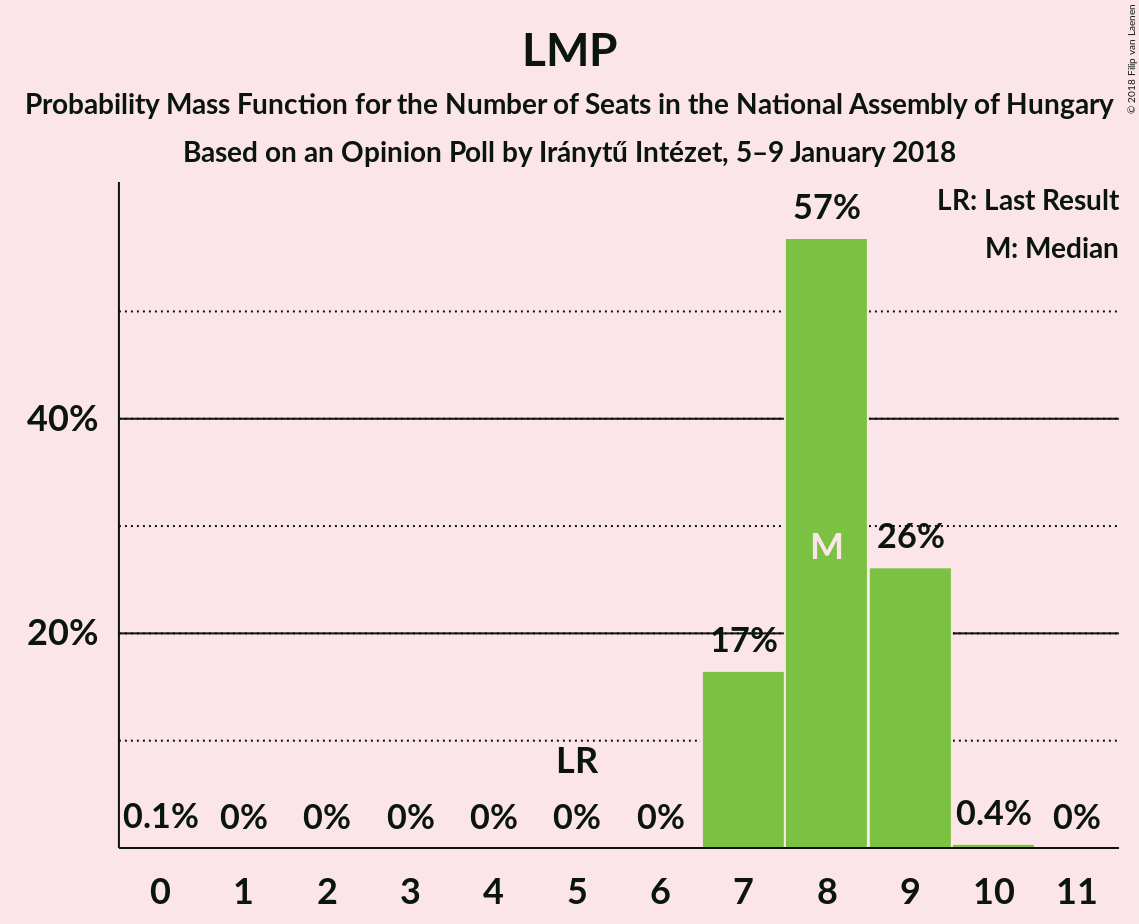 LMP
Probability Mass Function for the Number of Seats in the National Assembly of Hungary
Based on an Opinion Poll by Iránytű Intézet, 5–9 January 2018
© 2018 Filip van Laenen
LR: Last Result
M: Median
57%
40%
M
26%
20%
17%
LR
0.1% 0% 0% 0% 0% 0% 0% 0.4% 0%
0 1 2 3 4 5 6 7 8 9 10 11